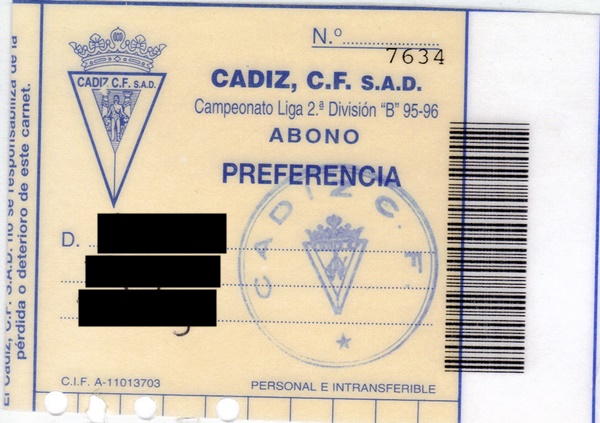 N.º
7634
CADIZ C.F. S.A.D.
CADIZ, C.F. S.A.D.
Campeonato Liga 2.ª División "B" 95-96
ABONO
PREFERENCIA
CADIZ C. F.
D.
C.I.F. A-11013703
PERSONAL E INTRANSFERIBLE
El Cádiz, C.F. S.A.D. no se responsabiliza de la
pérdida o deterioro de este carnet.